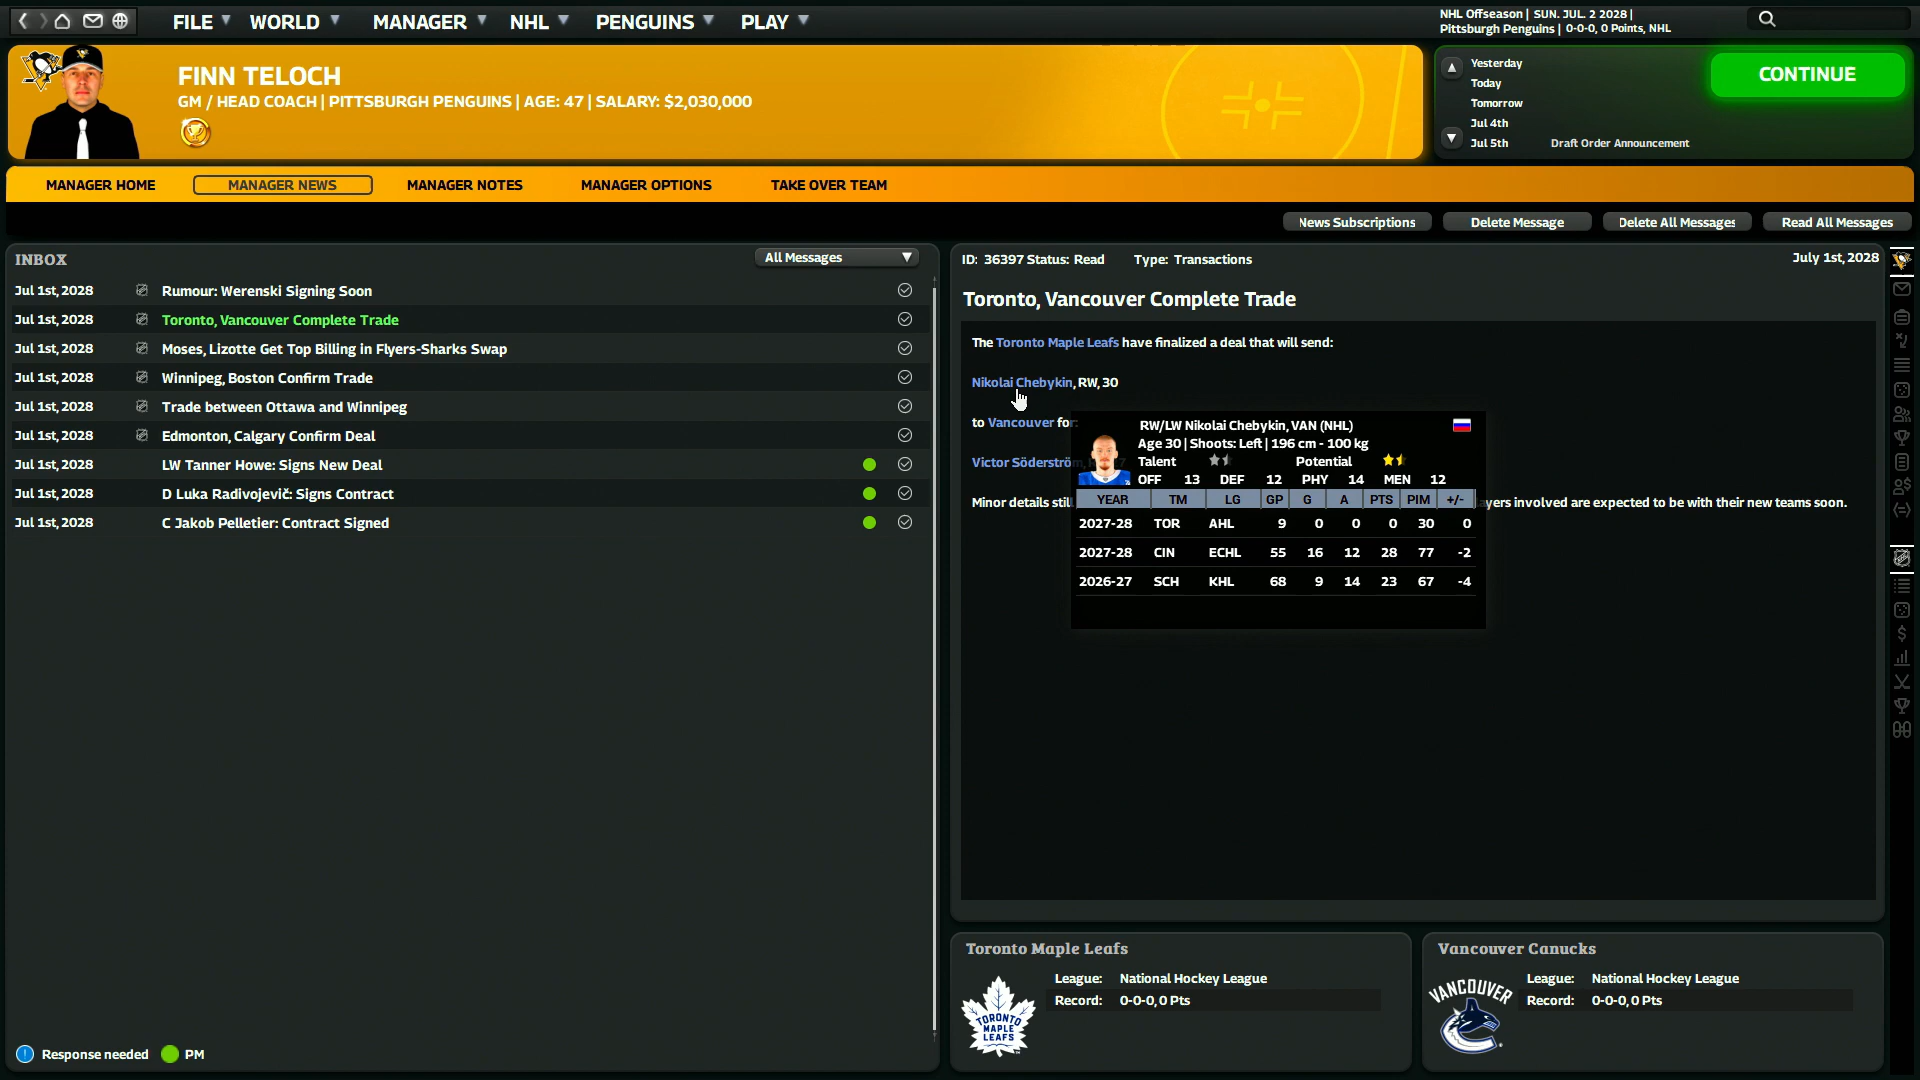 FILE WORLD MANAGER NHL PENGUINS PLAY
NHL Offseason | SUN. JUL. 2 2028 |
Pittsburgh Penguins | 0-0-0, 0 Points, NHL
FINN TELOCH
GM / HEAD COACH | PITTSBURGH PENGUINS | AGE: 47 | SALARY: $2,030,000
Yesterday
Today
Tomorrow
Jul 4th
Jul 5th Draft Order Announcement
CONTINUE
MANAGER HOME MANAGER NEWS MANAGER NOTES MANAGER OPTIONS TAKE OVER TEAM
News Subscriptions Delete Message Delete All Messages Read All Messages
INBOX All Messages
Jul 1st, 2028 Rumour: Werenski Signing Soon
Jul 1st, 2028 Toronto, Vancouver Complete Trade
Jul 1st, 2028 Moses, Lizotte Get Top Billing in Flyers-Sharks Swap
Jul 1st, 2028 Winnipeg, Boston Confirm Trade
Jul 1st, 2028 Trade between Ottawa and Winnipeg
Jul 1st, 2028 Edmonton, Calgary Confirm Deal
Jul 1st, 2028 LW Tanner Howe: Signs New Deal
Jul 1st, 2028 D Luka Radivojevič: Signs Contract
Jul 1st, 2028 C Jakob Pelletier: Contract Signed
Response needed PM
ID: 36397 Status: Read Type: Transactions July 1st, 2028
Toronto, Vancouver Complete Trade
The Toronto Maple Leafs have finalized a deal that will send:
Nikolai Chebykin, RW, 30
to Vancouver for:
Victor Söderström
Minor details still
ayers involved are expected to be with their new teams soon.
RW/LW Nikolai Chebykin, VAN (NHL)
Age 30 | Shoots: Left | 196 cm - 100 kg
Talent Potential
OFF 13 DEF 12 PHY 14 MEN 12
YEAR TM LG GP G A PTS PIM +/-
2027-28 TOR AHL 9 0 0 0 30 0
2027-28 CIN ECHL 55 16 12 28 77 -2
2026-27 SCH KHL 68 9 14 23 67 -4
Toronto Maple Leafs
League: National Hockey League
Record: 0-0-0, 0 Pts
TORONTO
MAPLE
LEAFS
Vancouver Canucks
League: National Hockey League
Record: 0-0-0, 0 Pts
VANCOUVER